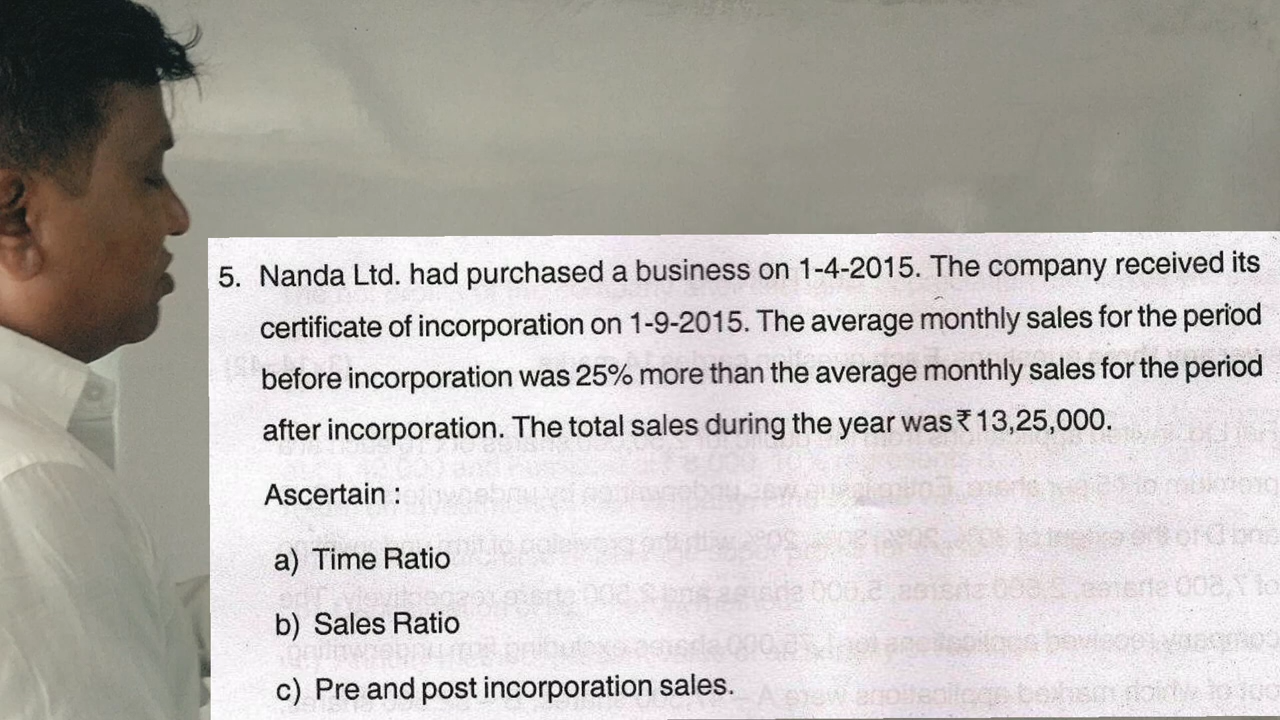 5. Nanda Ltd. had purchased a business on 1-4-2015. The company received its
certificate of incorporation on 1-9-2015. The average monthly sales for the period
before incorporation was 25% more than the average monthly sales for the period
after incorporation. The total sales during the year was ₹ 13,25,000.
Ascertain :
a) Time Ratio
b) Sales Ratio
c) Pre and post incorporation sales.